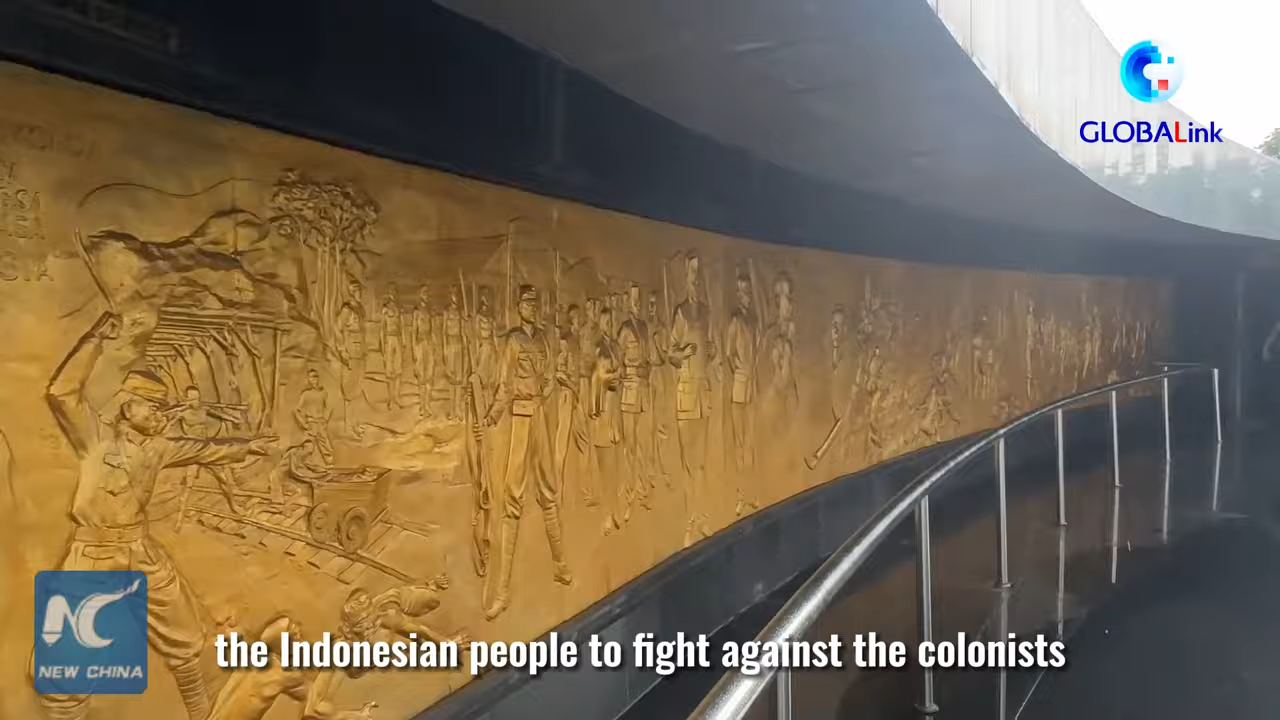 GLOBALink
the Indonesian people to fight against the colonists
NEW CHINA